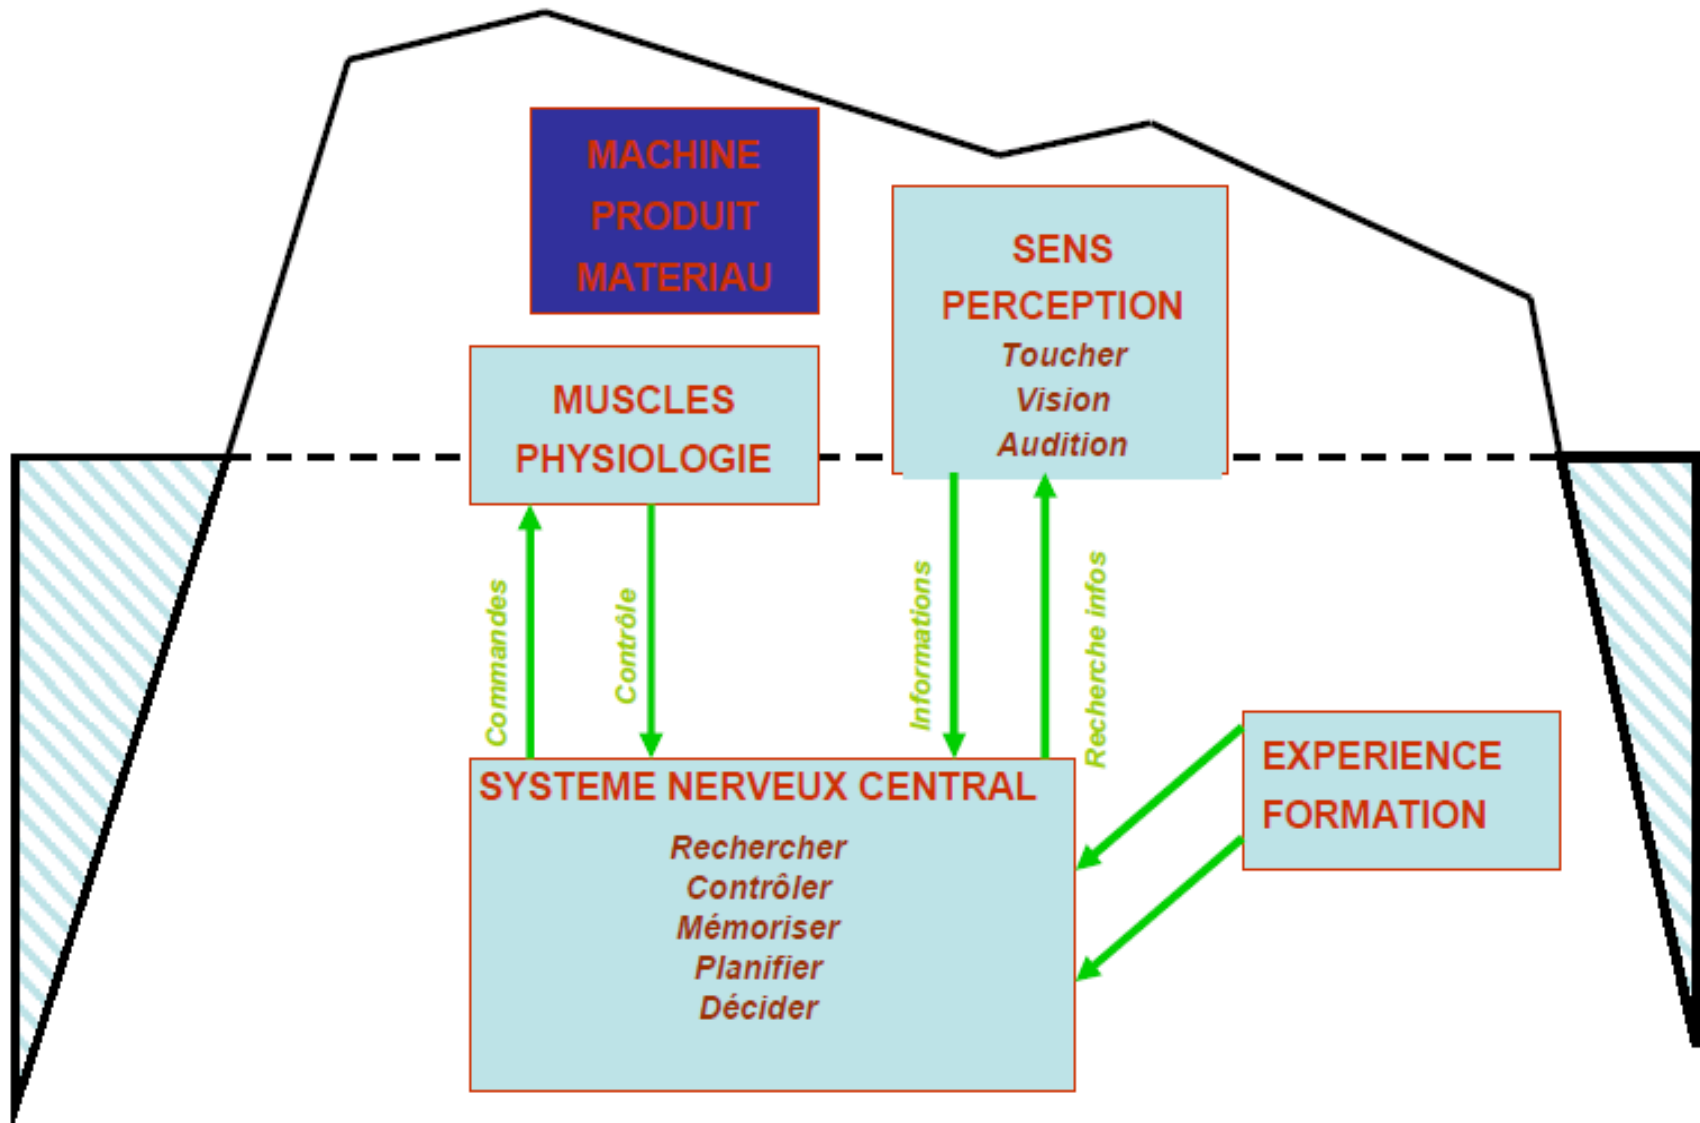 MACHINE
PRODUIT
MATERIAU
SENS
PERCEPTION
Toucher
Vision
Audition
MUSCLES
PHYSIOLOGIE
Commandes
Contrôle
Informations
Recherche infos
SYSTEME NERVEUX CENTRAL
Rechercher
Contrôler
Mémoriser
Planifier
Décider
EXPERIENCE
FORMATION